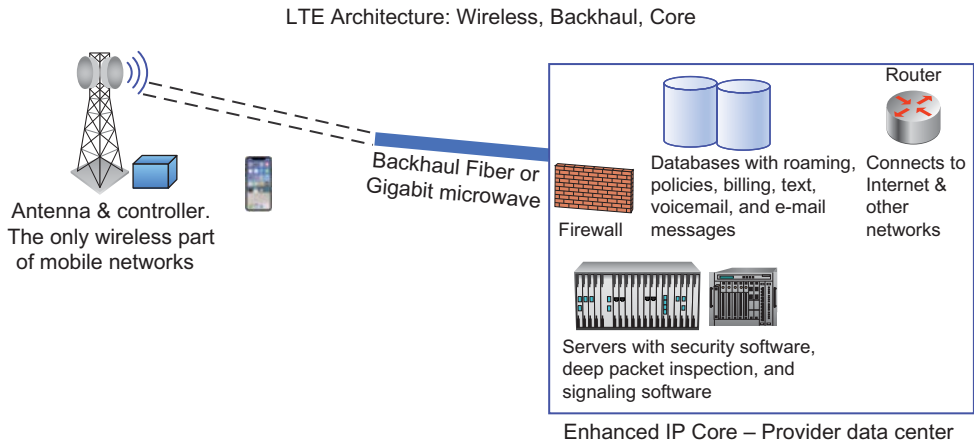 LTE Architecture: Wireless, Backhaul, Core
Antenna & controller.
The only wireless part
of mobile networks
Backhaul Fiber or
Gigabit microwave
Firewall
Databases with roaming,
policies, billing, text,
voicemail, and e-mail
messages
Router
Connects to
Internet &
other
networks
Servers with security software,
deep packet inspection, and
signaling software
Enhanced IP Core – Provider data center